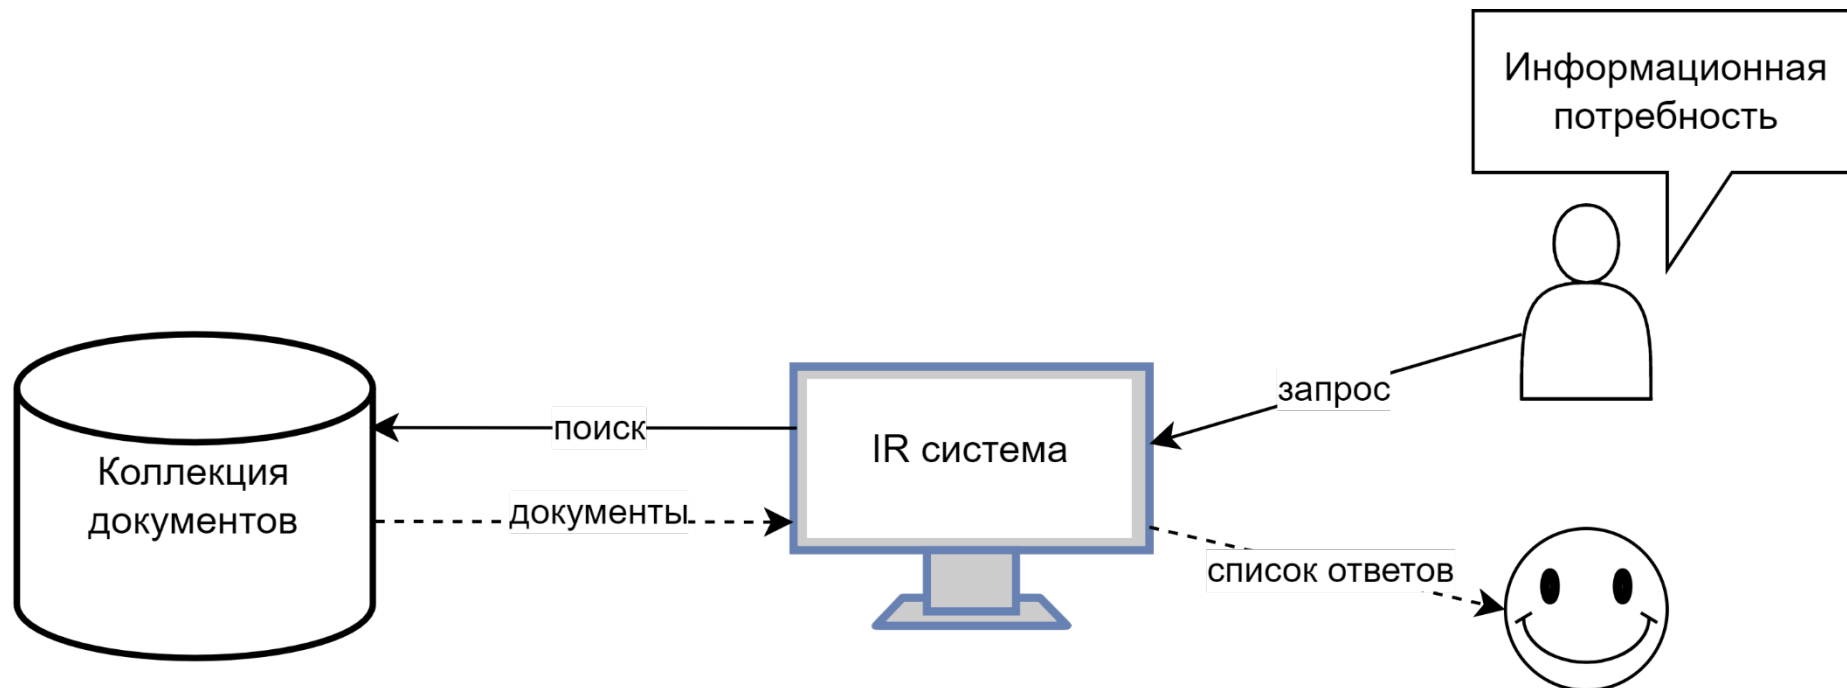 Информационная
потребность
запрос
поиск
IR система
Коллекция
документов
документы
список ответов